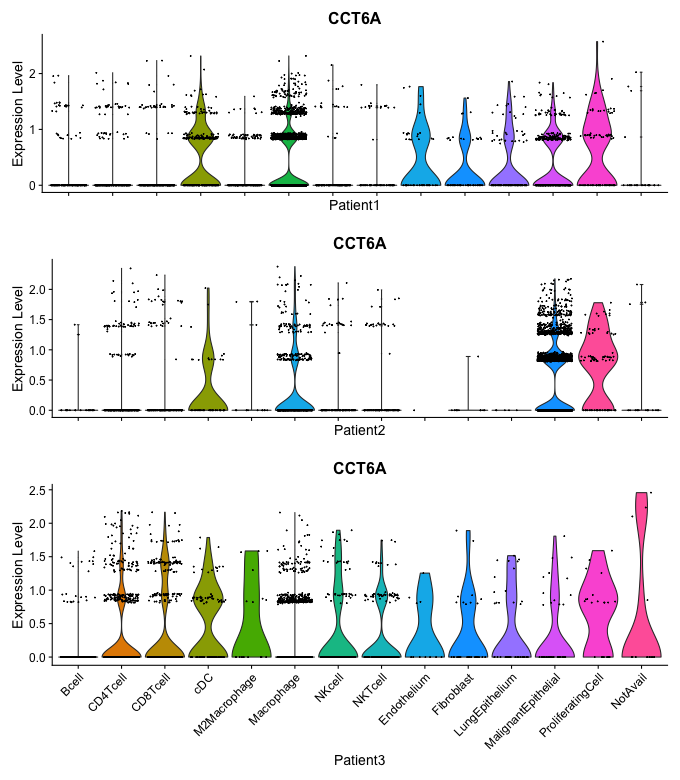 CCT6A
Expression Level
2
1
0
Patient1
CCT6A
Expression Level
2.0
1.5
1.0
0.5
0.0
Patient2
CCT6A
Expression Level
2.5
2.0
1.5
1.0
0.5
0.0
Bcell
CD4Tcell
CD8Tcell
cDC
M2Macrophage
Macrophage
NKcell
NKTcell
Endothelium
Fibroblast
LungEpithelium
MalignantEpithelial
ProliferatingCell
NotAvail
Patient3